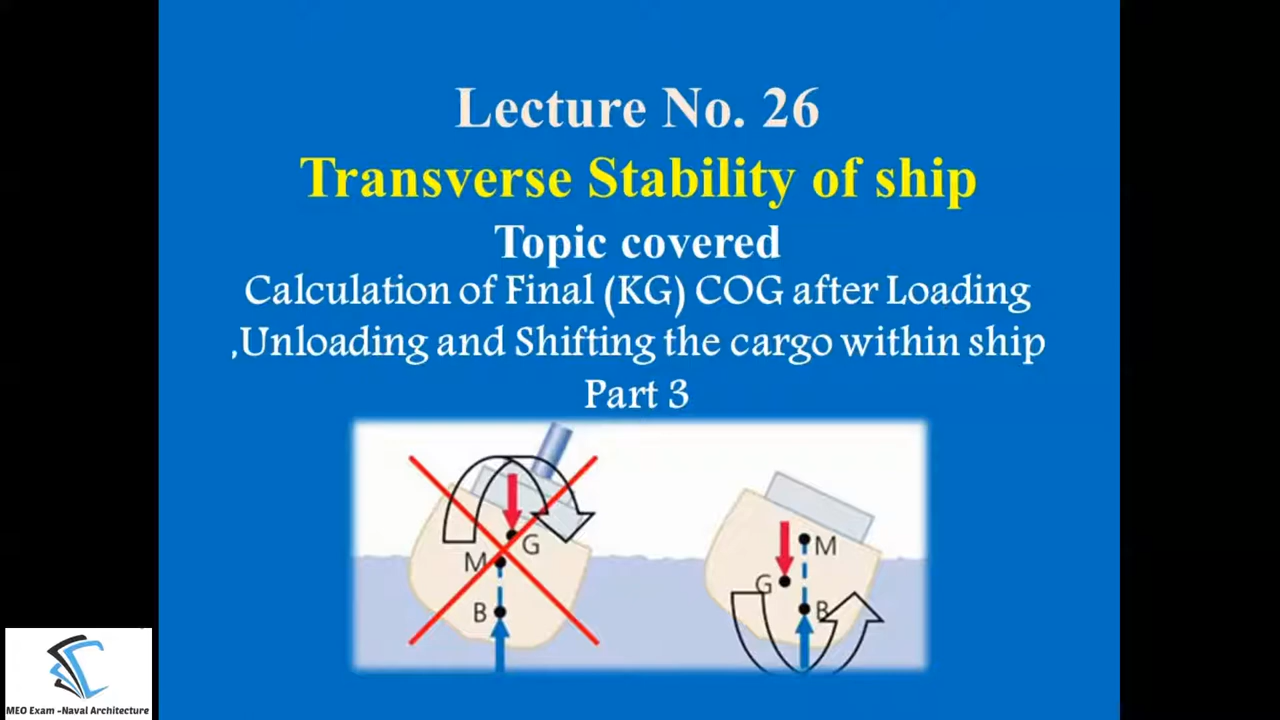 Lecture No. 26
Transverse Stability of ship
Topic covered
Calculation of Final (KG) COG after Loading
,Unloading and Shifting the cargo within ship
Part 3
G
M
B
M
G
B
MEO Exam -Naval Architecture